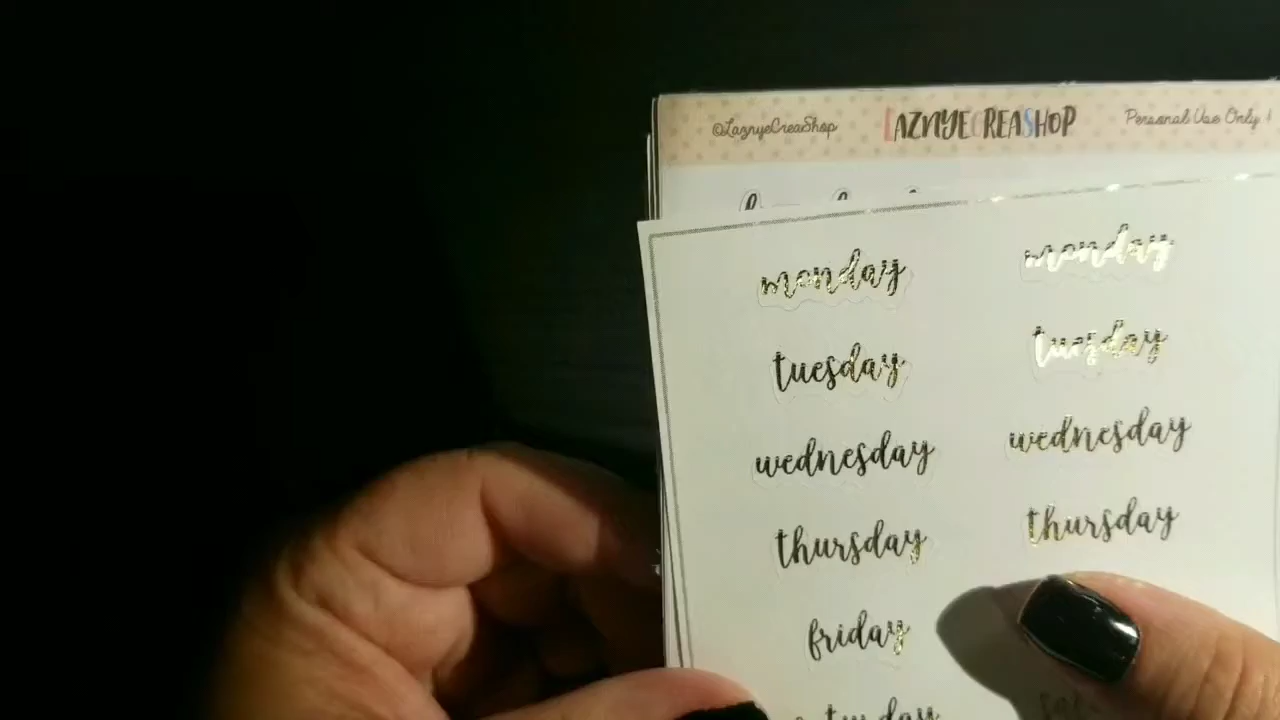 ©LaznyeCreaShop LAZNYECREASHOP Personal Use Only !
monday monday
tuesday tuesday
wednesday wednesday
thursday thursday
friday